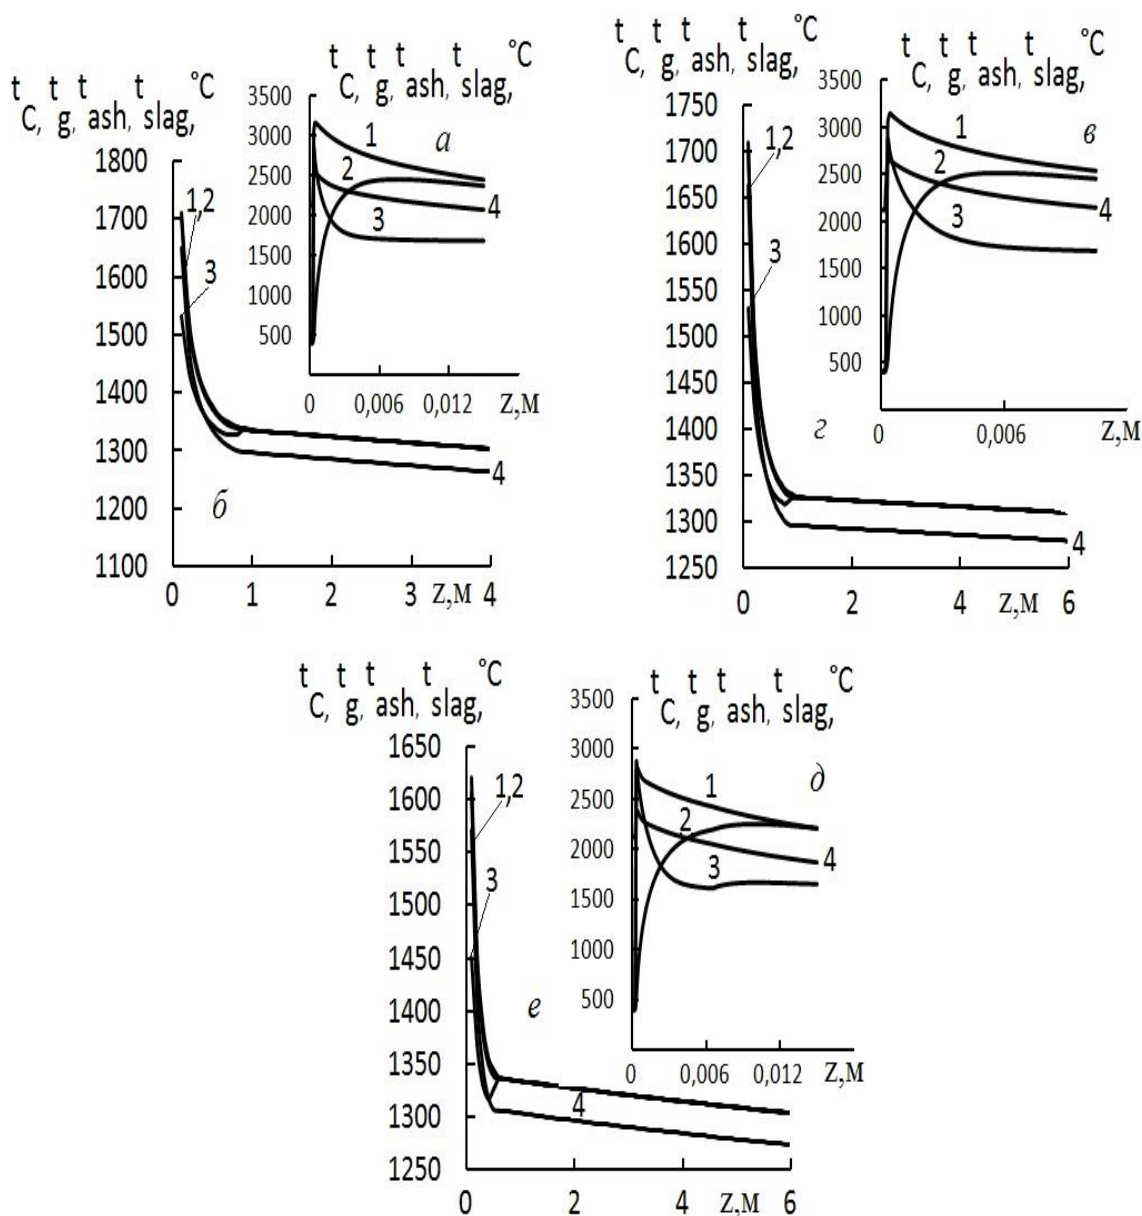 t t t t °C
C, g, ash, slag,
1800
1700
1600
1500
1400
1300
1200
1100
0 1 2 3 Z,м 4
1,2
3
4
б
t t t t °C
C, g, ash, slag,
3500
3000
2500
2000
1500
1000
500
0 0,006 0,012 Z,м
1
2
3
4
а
t t t t °C
C, g, ash, slag,
1750
1700
1650
1600
1550
1500
1450
1400
1350
1300
1250
0 2 4 Z,м 6
1,2
3
4
г
t t t t °C
C, g, ash, slag,
3500
3000
2500
2000
1500
1000
500
0 0,006 Z,м
1
2
3
4
в
t t t t °C
C, g, ash, slag,
1650
1600
1550
1500
1450
1400
1350
1300
1250
0 2 Z,м 4 6
1,2
3
4
е
t t t t °C
C, g, ash, slag,
3500
3000
2500
2000
1500
1000
500
0 0,006 0,012 Z,м
1
2
3
4
д